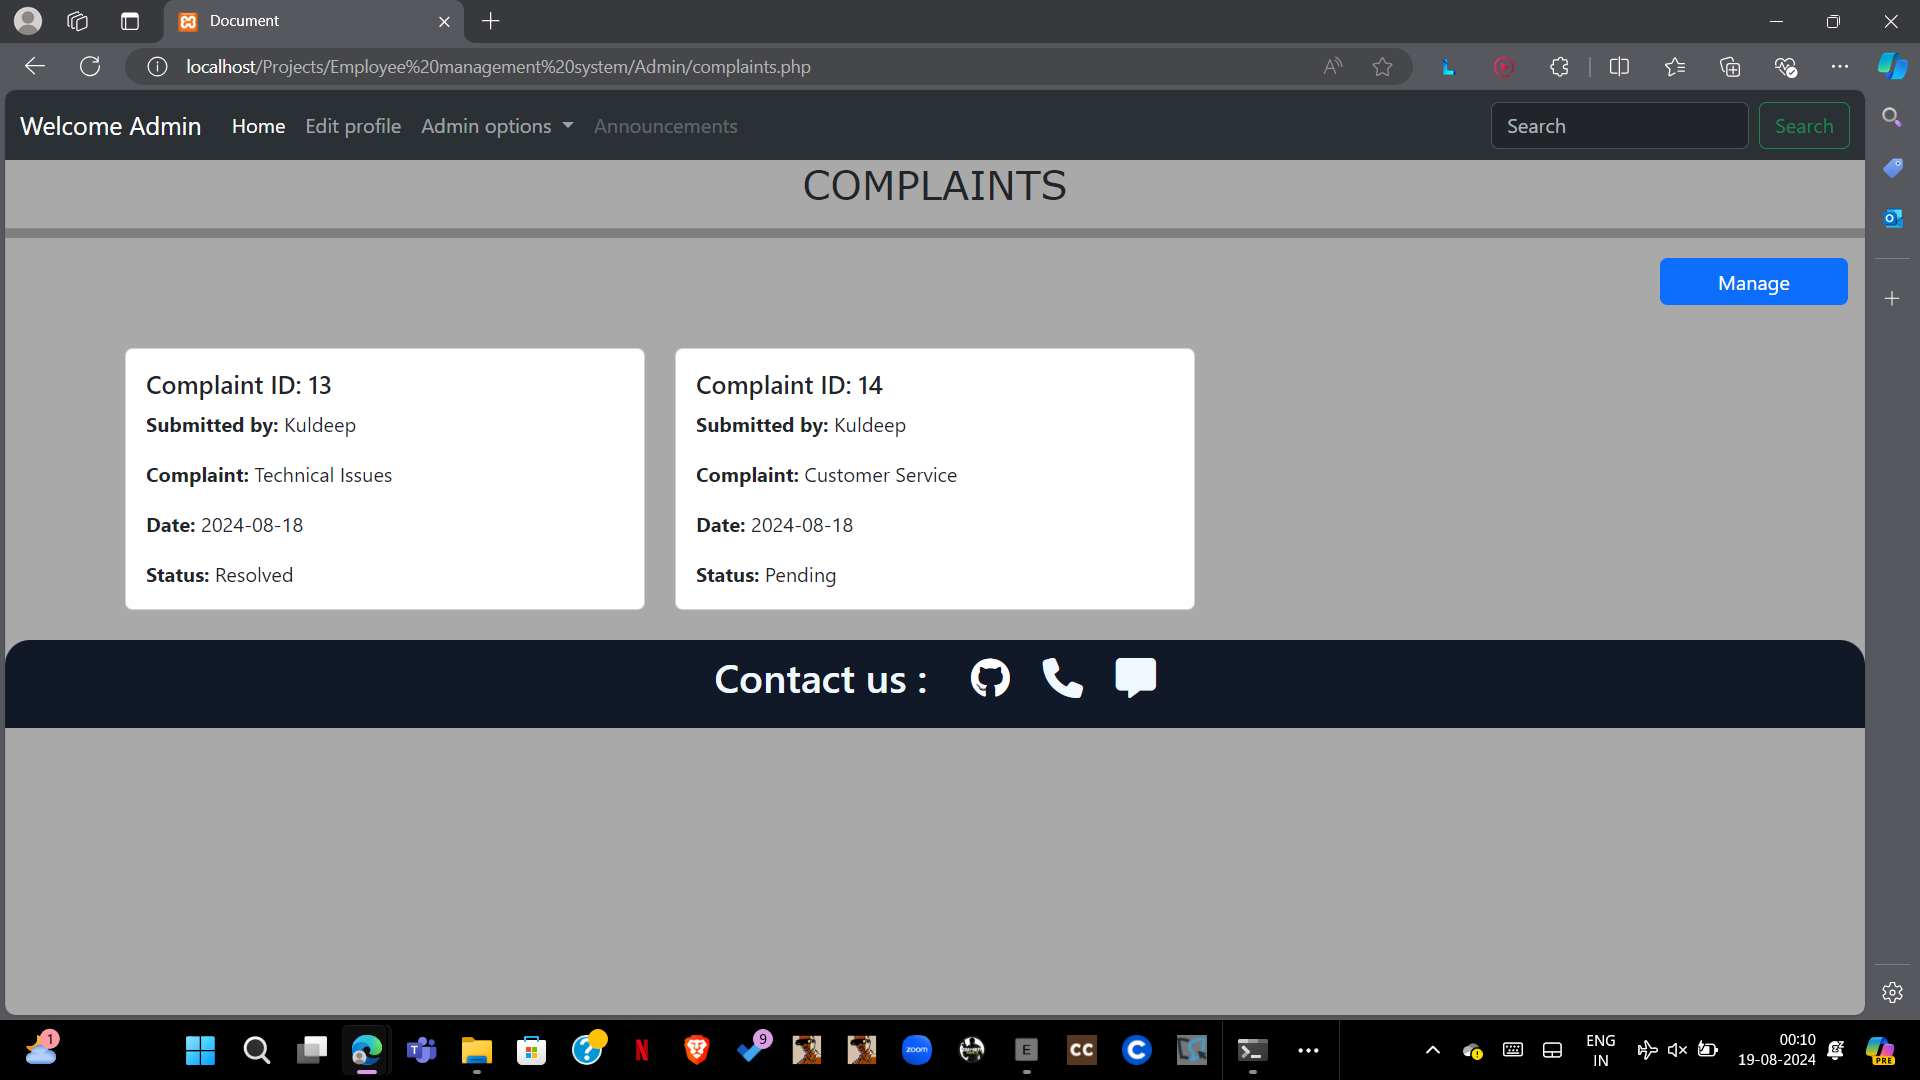 Document
localhost/Projects/Employee%20management%20system/Admin/complaints.php
Welcome Admin Home Edit profile Admin options Announcements Search Search
COMPLAINTS
Manage
Complaint ID: 13
Submitted by: Kuldeep
Complaint: Technical Issues
Date: 2024-08-18
Status: Resolved
Complaint ID: 14
Submitted by: Kuldeep
Complaint: Customer Service
Date: 2024-08-18
Status: Pending
Contact us :
1
9
zoom
E
CC
ENG
IN
00:10
19-08-2024
PRE